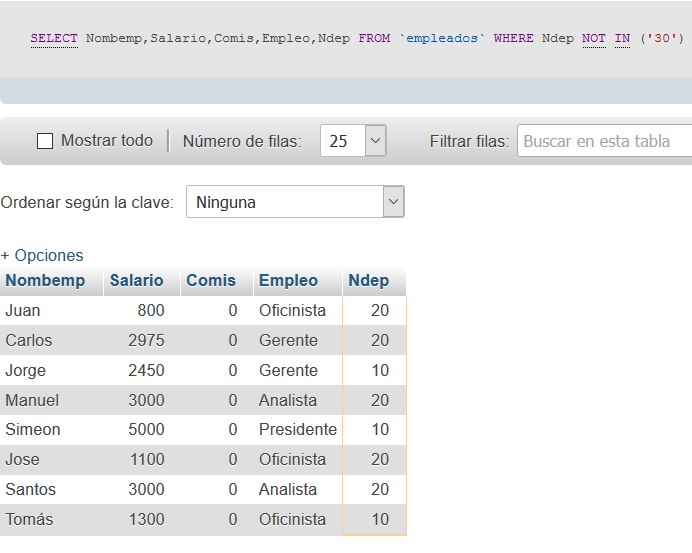 SELECT Nombemp,Salario,Comis,Empleo,Ndep FROM `empleados` WHERE Ndep NOT IN ('30')
Mostrar todo Número de filas: 25 Filtrar filas: Buscar en esta tabla
Ordenar según la clave: Ninguna
+ Opciones
Nombemp Salario Comis Empleo Ndep
Juan 800 0 Oficinista 20
Carlos 2975 0 Gerente 20
Jorge 2450 0 Gerente 10
Manuel 3000 0 Analista 20
Simeon 5000 0 Presidente 10
Jose 1100 0 Oficinista 20
Santos 3000 0 Analista 20
Tomás 1300 0 Oficinista 10